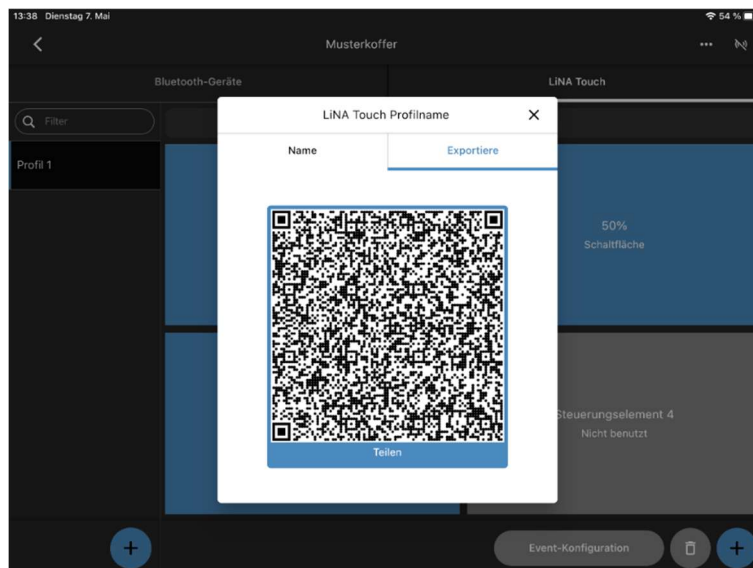 13:38 Dienstag 7. Mai
54 %
Musterkoffer
Bluetooth-Geräte
LiNA Touch
Filter
Profil 1
LiNA Touch Profilname
Name
Exportiere
Teilen
50%
Schaltfläche
Steuerungselement 4
Nicht benutzt
Event-Konfiguration